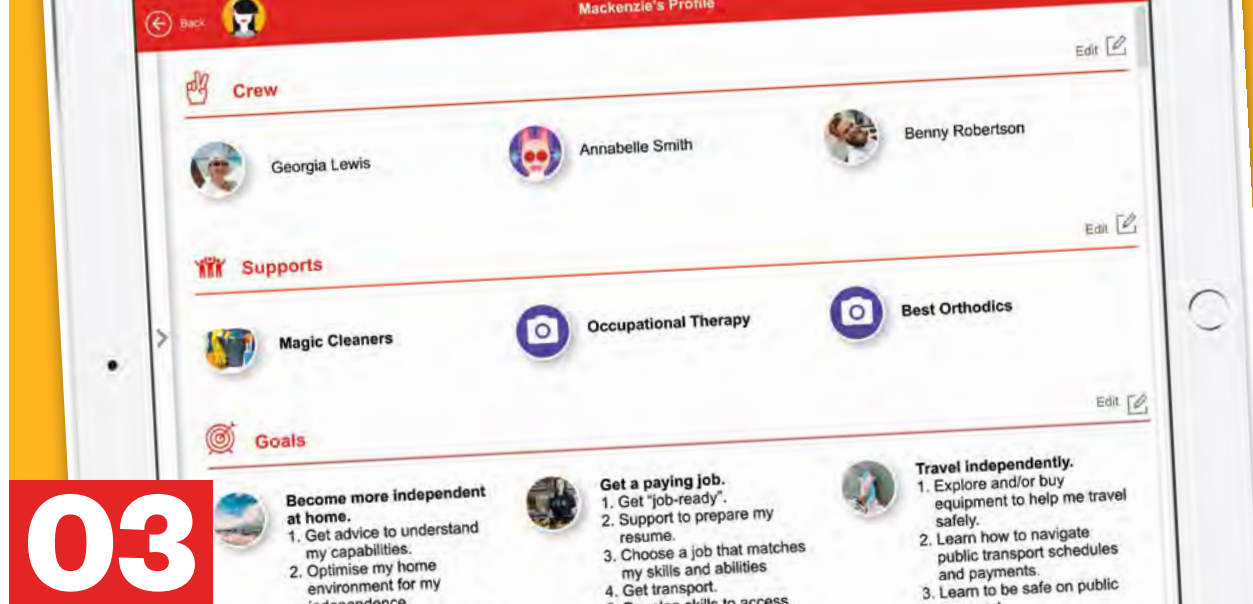 Back
Mackenzie's Profile
Edit
Crew
Georgia Lewis
Annabelle Smith
Benny Robertson
Edit
Supports
Magic Cleaners
Occupational Therapy
Best Orthodics
Edit
Goals
Become more independent
at home.
1. Get advice to understand
my capabilities.
2. Optimise my home
environment for my
independence
Get a paying job.
1. Get "job-ready".
2. Support to prepare my
resume.
3. Choose a job that matches
my skills and abilities
4. Get transport.
skills to access
Travel independently.
1. Explore and/or buy
equipment to help me travel
safely.
2. Learn how to navigate
public transport schedules
and payments.
3. Learn to be safe on public
03